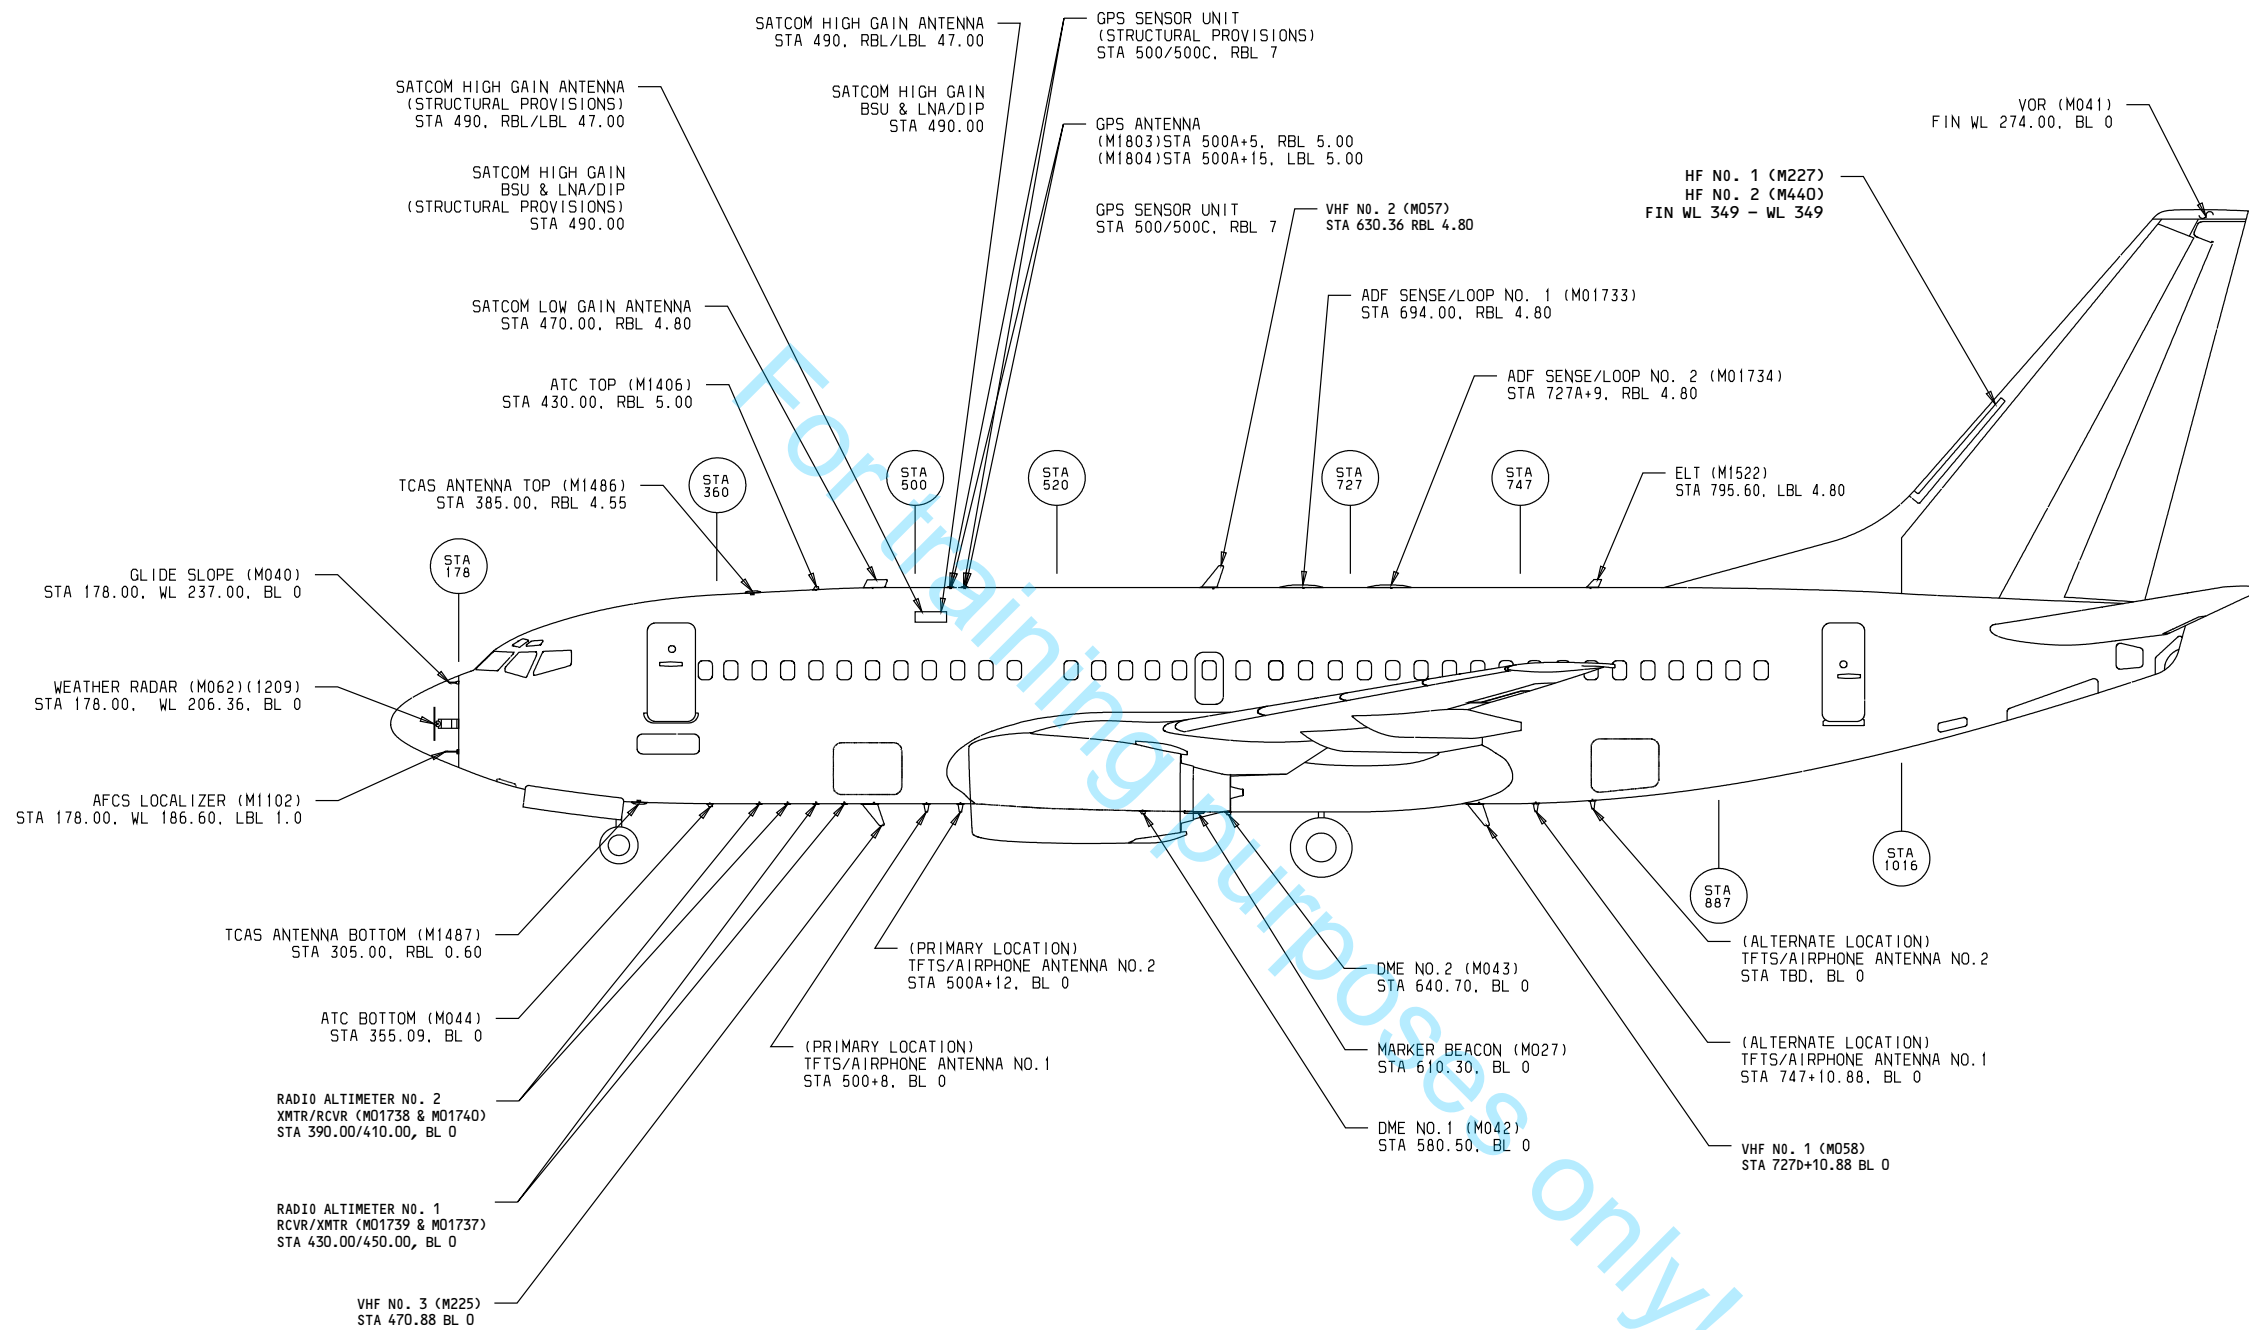 SATCOM HIGH GAIN ANTENNA
STA 490, RBL/LBL 47.00
SATCOM HIGH GAIN
BSU & LNA/DIP
STA 490.00
GPS SENSOR UNIT
(STRUCTURAL PROVISIONS)
STA 500/500C, RBL 7
GPS ANTENNA
(M1803)STA 500A+5, RBL 5.00
(M1804)STA 500A+15, LBL 5.00
GPS SENSOR UNIT
STA 500/500C, RBL 7
SATCOM HIGH GAIN ANTENNA
(STRUCTURAL PROVISIONS)
STA 490, RBL/LBL 47.00
SATCOM HIGH GAIN
BSU & LNA/DIP
(STRUCTURAL PROVISIONS)
STA 490.00
VOR (M041)
FIN WL 274.00, BL 0
HF NO. 1 (M227)
HF NO. 2 (M440)
FIN WL 349 - WL 349
VHF NO. 2 (M057)
STA 630.36 RBL 4.80
SATCOM LOW GAIN ANTENNA
STA 470.00, RBL 4.80
ADF SENSE/LOOP NO. 1 (M01733)
STA 694.00, RBL 4.80
ATC TOP (M1406)
STA 430.00, RBL 5.00
ADF SENSE/LOOP NO. 2 (M01734)
STA 727A+9, RBL 4.80
TCAS ANTENNA TOP (M1486)
STA 385.00, RBL 4.55
STA
360
STA
500
STA
520
STA
727
STA
747
ELT (M1522)
STA 795.60, LBL 4.80
STA
178
GLIDE SLOPE (M040)
STA 178.00, WL 237.00, BL 0
WEATHER RADAR (M062)(1209)
STA 178.00, WL 206.36, BL 0
AFCS LOCALIZER (M1102)
STA 178.00, WL 186.60, LBL 1.0
STA
887
STA
1016
TCAS ANTENNA BOTTOM (M1487)
STA 305.00, RBL 0.60
(PRIMARY LOCATION)
TFTS/AIRPHONE ANTENNA NO.2
STA 500A+12, BL 0
DME NO.2 (M043)
STA 640.70, BL 0
(ALTERNATE LOCATION)
TFTS/AIRPHONE ANTENNA NO.2
STA TBD, BL 0
ATC BOTTOM (M044)
STA 355.09, BL 0
(PRIMARY LOCATION)
TFTS/AIRPHONE ANTENNA NO.1
STA 500+8, BL 0
MARKER BEACON (M027)
STA 610.30, BL 0
(ALTERNATE LOCATION)
TFTS/AIRPHONE ANTENNA NO.1
STA 747+10.88, BL 0
RADIO ALTIMETER NO. 2
XMTR/RCVR (M01738 & M01740)
STA 390.00/410.00, BL 0
DME NO.1 (M042)
STA 580.50, BL 0
VHF NO. 1 (M058)
STA 727D+10.88 BL 0
RADIO ALTIMETER NO. 1
RCVR/XMTR (M01739 & M01737)
STA 430.00/450.00, BL 0
VHF NO. 3 (M225)
STA 470.88 BL 0
For training purposes only!